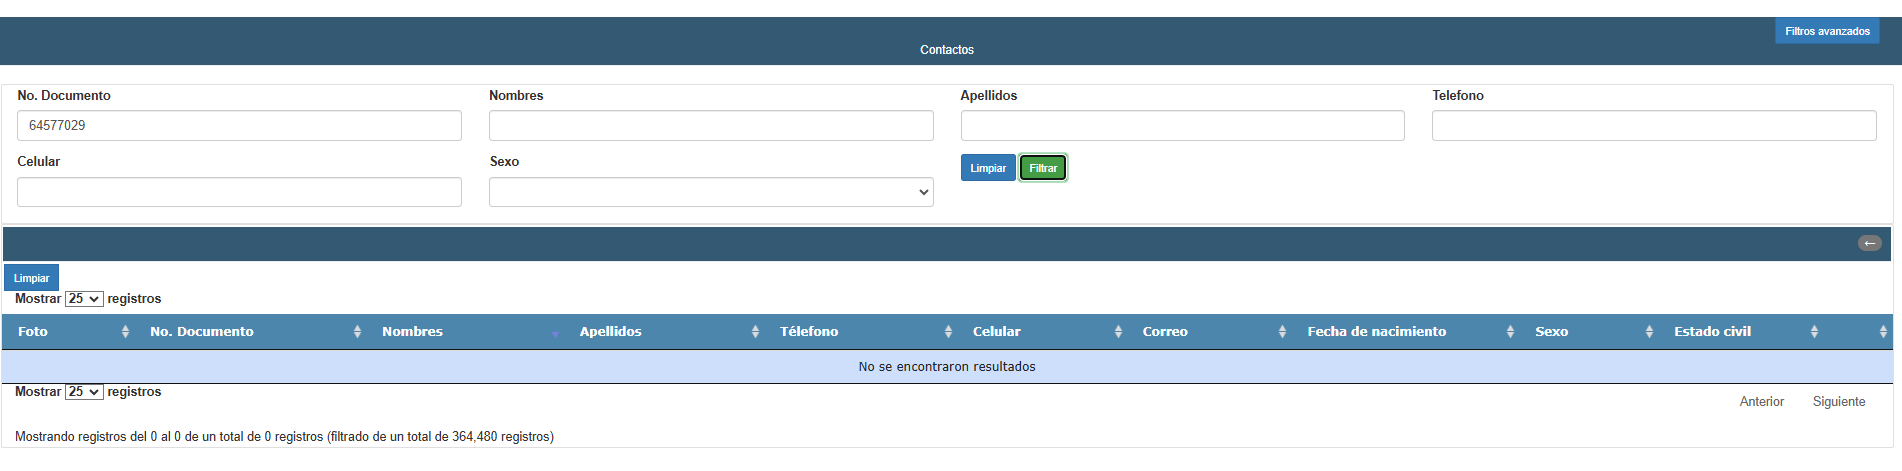 Filtros avanzados
Contactos
No. Documento Nombres Apellidos Telefono
64577029
Celular Sexo Limpiar Filtrar
←
Limpiar
Mostrar 25 registros
Foto No. Documento Nombres Apellidos Télefono Celular Correo Fecha de nacimiento Sexo Estado civil
No se encontraron resultados
Mostrar 25 registros
Anterior Siguiente
Mostrando registros del 0 al 0 de un total de 0 registros (filtrado de un total de 364,480 registros)